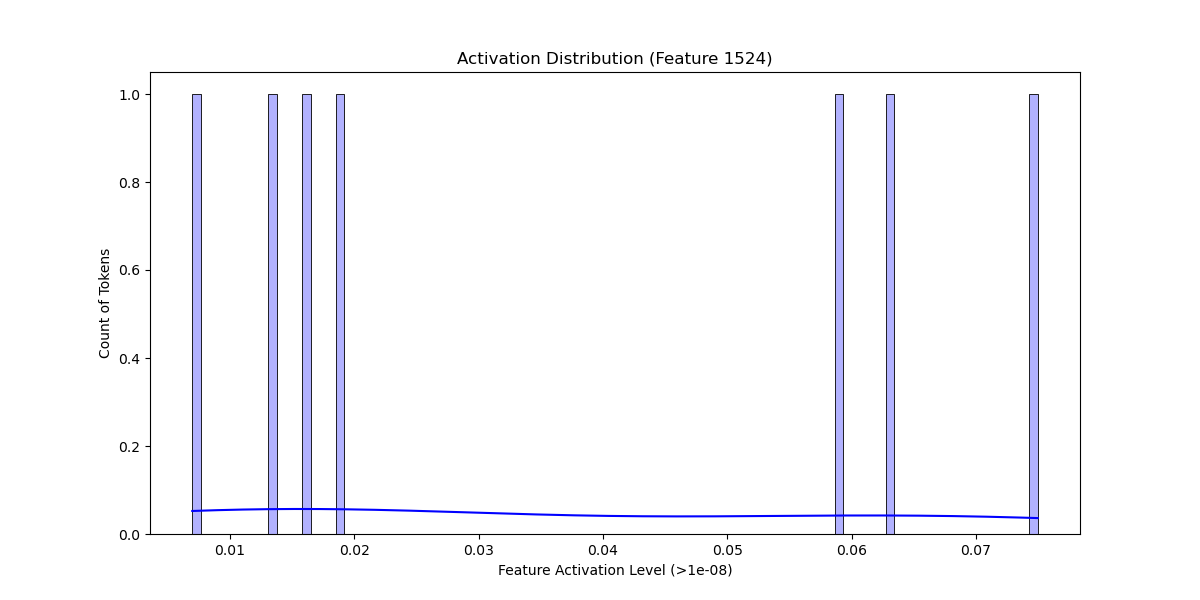 Activation Distribution (Feature 1524)
1.0
0.8
0.6
0.4
0.2
0.0
Count of Tokens
0.01 0.02 0.03 0.04 0.05 0.06 0.07
Feature Activation Level (>1e-08)